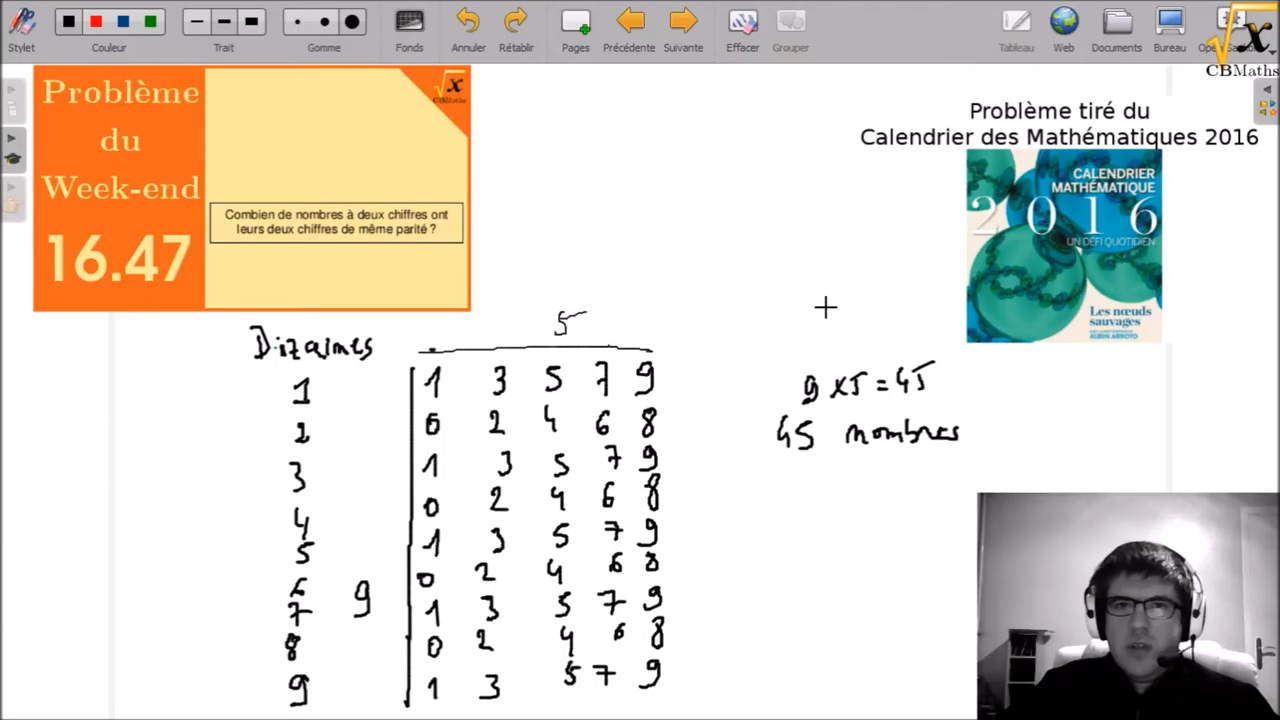 Stylet Couleur Trait Gomme Fonds Annuler Rétablir Pages Précédente Suivante Effacer Grouper Tableau Web Documents Bureau
√x
CBMaths
Problème
du
Week-end
16.47
Combien de nombres à deux chiffres ont
leurs deux chiffres de même parité ?
Problème tiré du
Calendrier des Mathématiques 2016
CALENDRIER
MATHÉMATIQUE
2016
UN DÉFI QUOTIDIEN
Les nœuds
sauvages
5
Dizaines
1 1 3 5 7 9
2 0 2 4 6 8
3 1 3 5 7 9
4 0 2 4 6 8
5 1 3 5 7 9
6 0 2 4 6 8
7 9 1 3 5 7 9
8 0 2 4 6 8
9 1 3 5 7 9
9 x 5 = 45
45 nombres